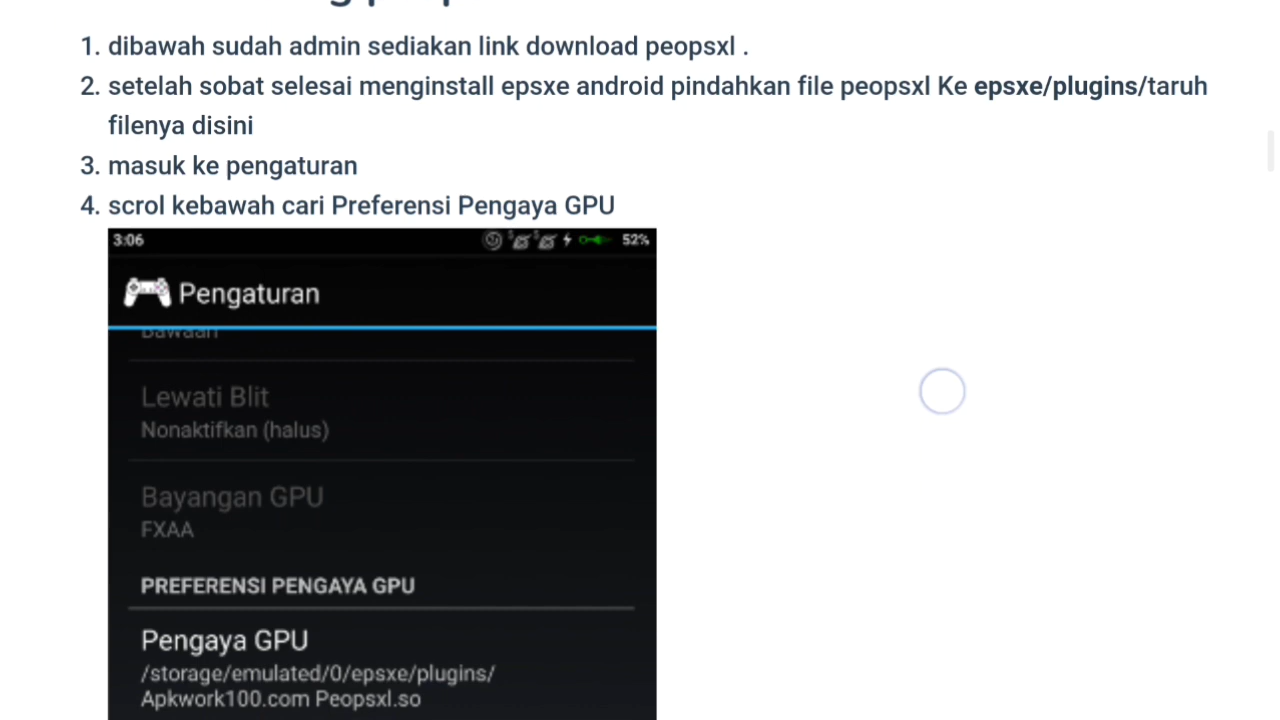 1. dibawah sudah admin sediakan link download peopsxl .
2. setelah sobat selesai menginstall epsxe android pindahkan file peopsxl Ke epsxe/plugins/taruh
filenya disini
3. masuk ke pengaturan
4. scrol kebawah cari Preferensi Pengaya GPU
3:06
52%
Pengaturan
Bawaan
Lewati Blit
Nonaktifkan (halus)
Bayangan GPU
FXAA
PREFERENSI PENGAYA GPU
Pengaya GPU
/storage/emulated/0/epsxe/plugins/
Apkwork100.com Peopsxl.so